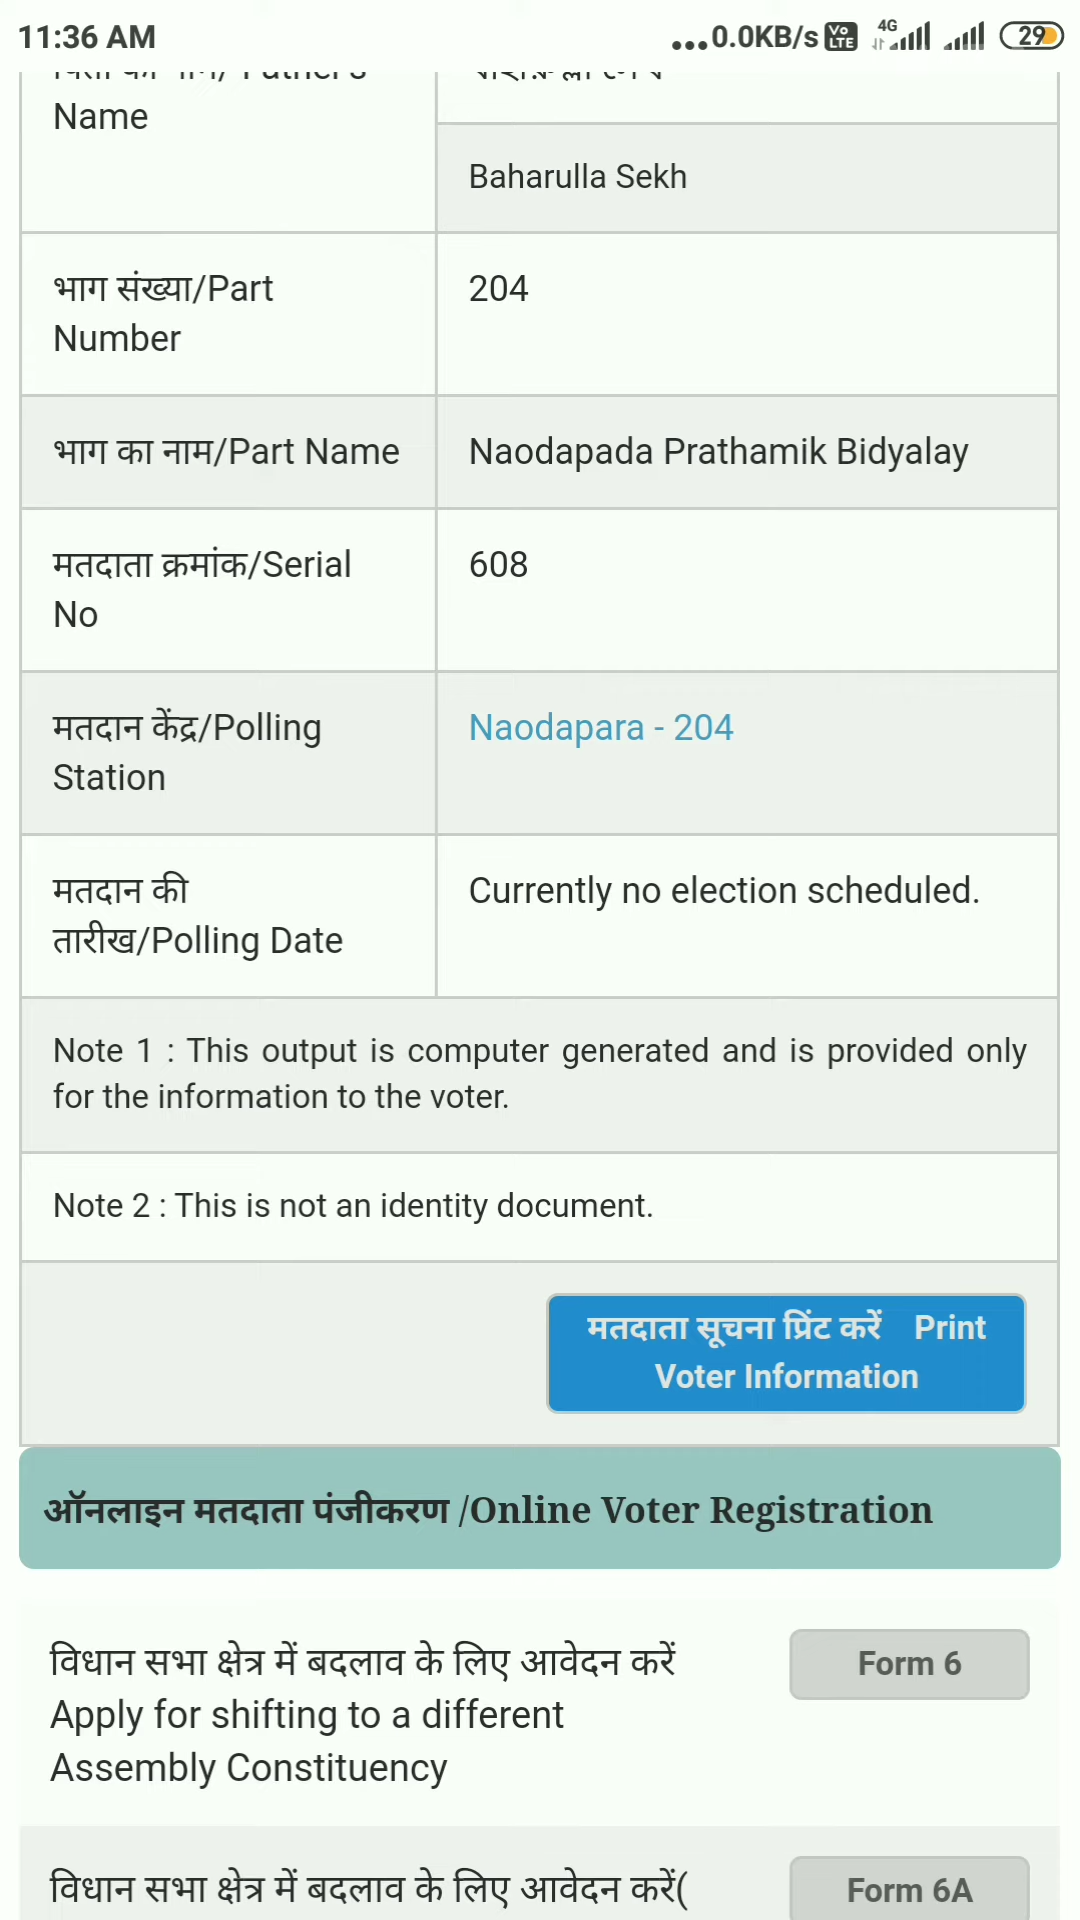 11:36 AM
...0.0KB/s Vo LTE 4G 29
Name
Baharulla Sekh
भाग संख्या/Part
Number
204
भाग का नाम/Part Name
Naodapada Prathamik Bidyalay
मतदाता क्रमांक/Serial
No
608
मतदान केंद्र/Polling
Station
Naodapara - 204
मतदान की
तारीख/Polling Date
Currently no election scheduled.
Note 1 : This output is computer generated and is provided only
for the information to the voter.
Note 2 : This is not an identity document.
मतदाता सूचना प्रिंट करें Print
Voter Information
ऑनलाइन मतदाता पंजीकरण /Online Voter Registration
विधान सभा क्षेत्र में बदलाव के लिए आवेदन करें
Apply for shifting to a different
Assembly Constituency
Form 6
विधान सभा क्षेत्र में बदलाव के लिए आवेदन करें(
Form 6A